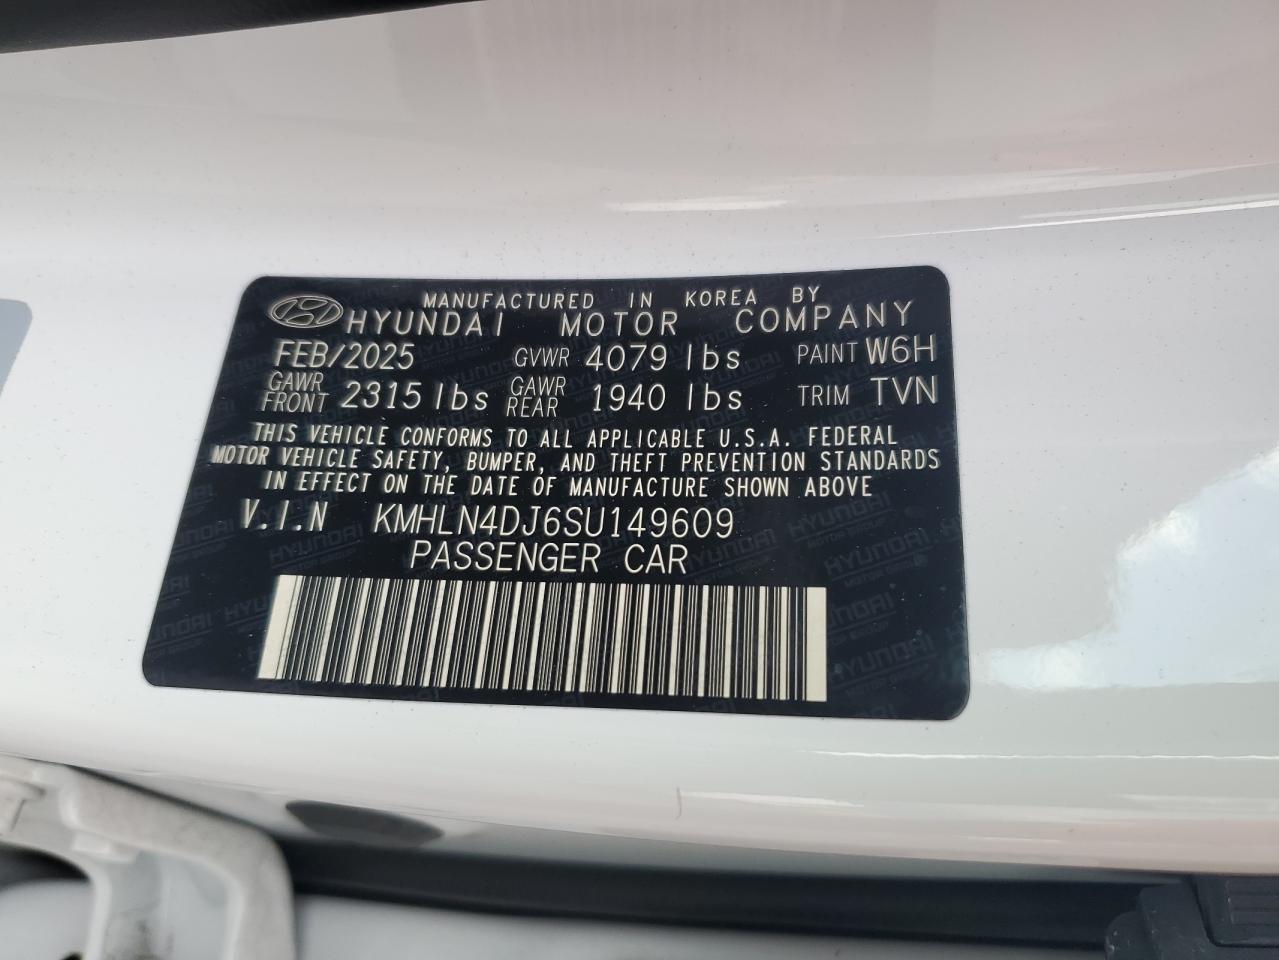 MANUFACTURED IN KOREA BY
HYUNDAI MOTOR COMPANY
FEB/2025 GVWR 4079 lbs PAINT W6H
GAWR FRONT 2315 lbs GAWR REAR 1940 lbs TRIM TVN
THIS VEHICLE CONFORMS TO ALL APPLICABLE U.S.A. FEDERAL
MOTOR VEHICLE SAFETY, BUMPER, AND THEFT PREVENTION STANDARDS
IN EFFECT ON THE DATE OF MANUFACTURE SHOWN ABOVE
V.I.N KMHLN4DJ6SU149609
PASSENGER CAR